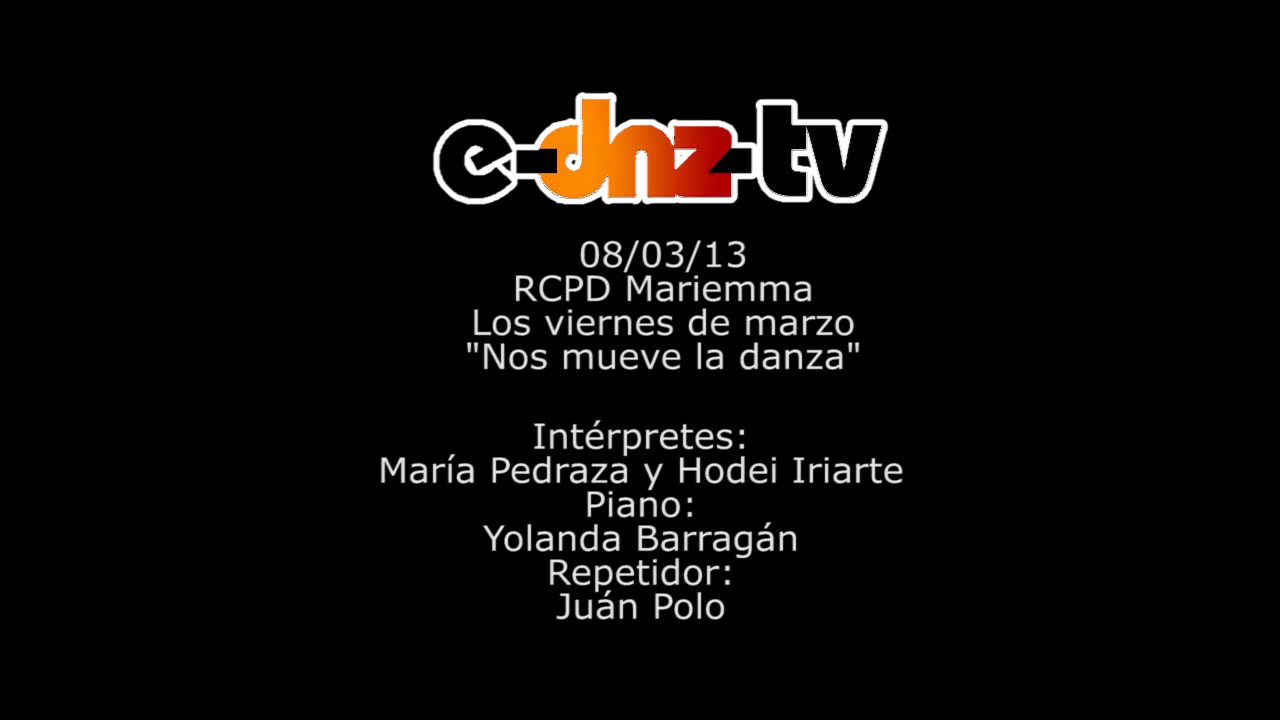 e-dnz-tv
08/03/13
RCPD Mariemma
Los viernes de marzo
"Nos mueve la danza"
Intérpretes:
María Pedraza y Hodei Iriarte
Piano:
Yolanda Barragán
Repetidor:
Juán Polo